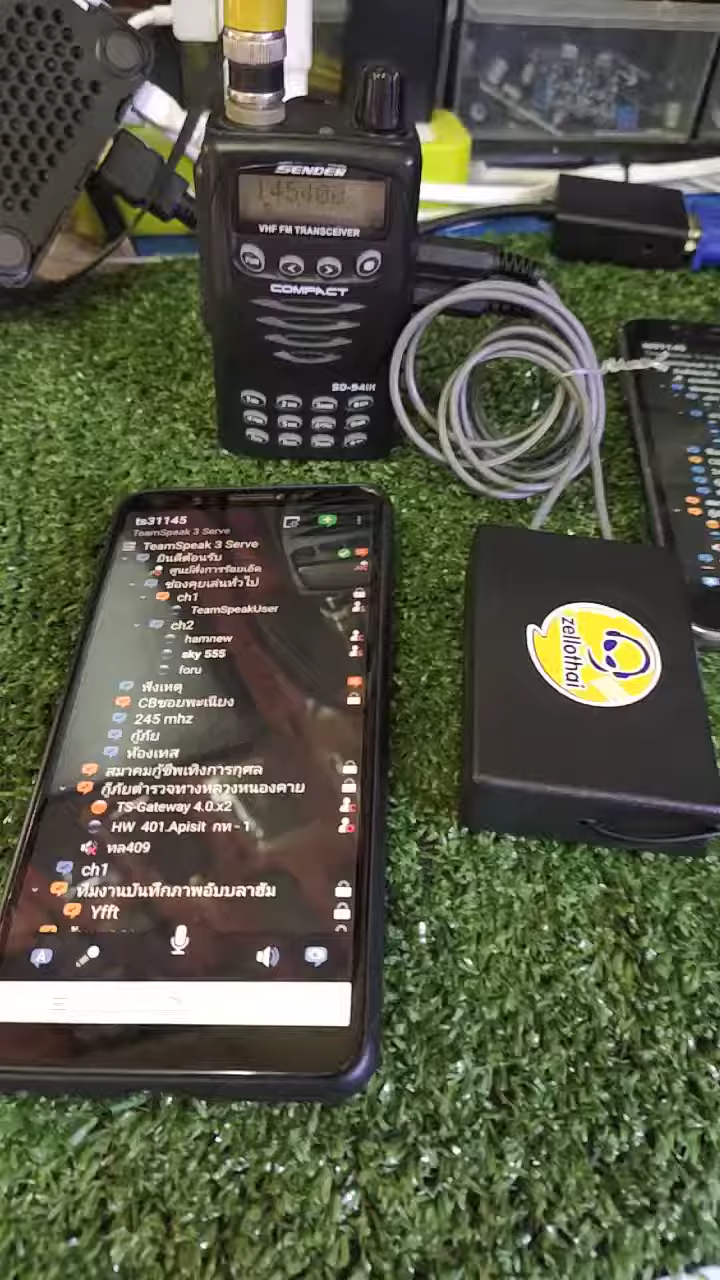 SENDER
145400
VHF FM TRANSCEIVER
FUN
COMPACT
ts31145
TeamSpeak 3 Serve
TeamSpeak 3 Serve
ยินดีต้อนรับ
ศูนย์สั่งการร้อยเอ็ด
ช่องคุยเล่นทั่วไป
ch1
TeamSpeakUser
ch2
hamnew
sky 555
foru
ฟังเหตุ
CBซอยพะเนียง
245 mhz
กู้ภัย
ห้องเทส
สมาคมกู้ชีพเทิงการกุศล
กู้ภัยตำรวจทางหลวงหนองคาย
TS-Gateway 4.0.x2
HW 401.Apisit กท-1
ทล409
ch1
ทีมงานบันทึกภาพอับบลาฮัม
Yfft
A
zellothai